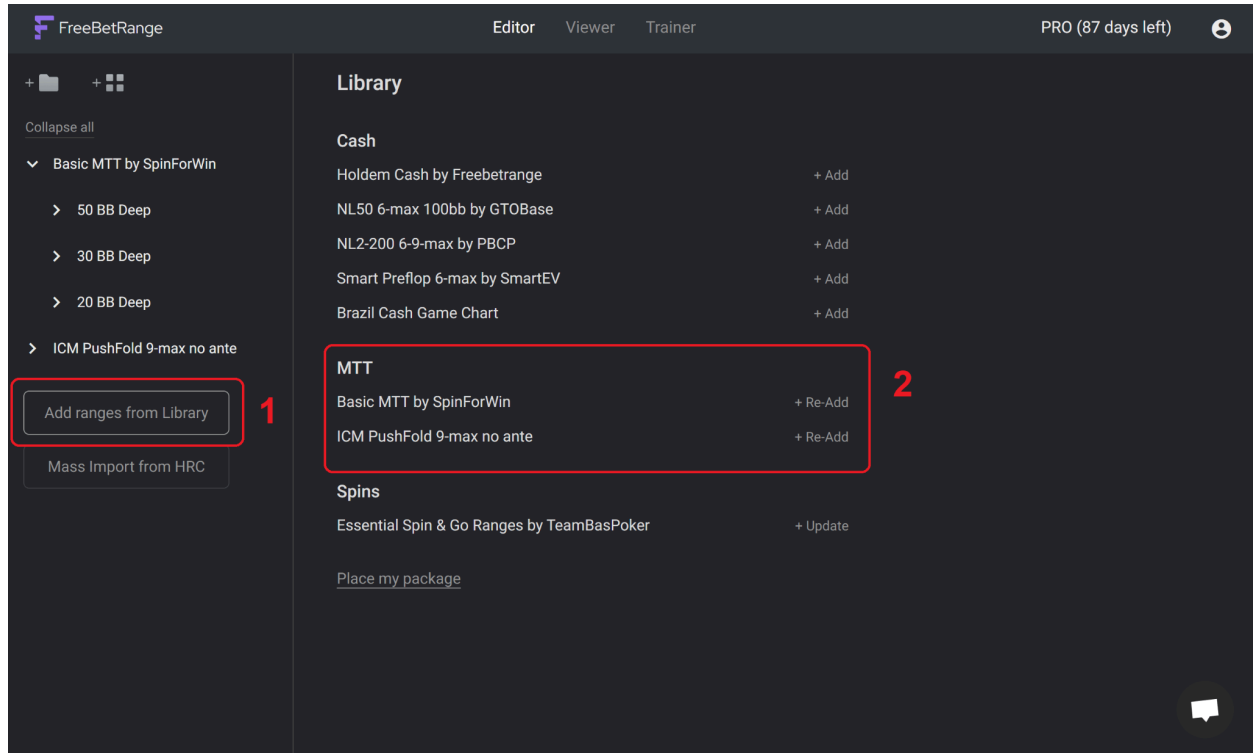 FreeBetRange
Editor Viewer Trainer
PRO (87 days left)
+ +
Collapse all
Basic MTT by SpinForWin
50 BB Deep
30 BB Deep
20 BB Deep
ICM PushFold 9-max no ante
Add ranges from Library
1
Mass Import from HRC
Library
Cash
Holdem Cash by Freebetrange + Add
NL50 6-max 100bb by GTOBase + Add
NL2-200 6-9-max by PBCP + Add
Smart Preflop 6-max by SmartEV + Add
Brazil Cash Game Chart + Add
MTT
2
Basic MTT by SpinForWin + Re-Add
ICM PushFold 9-max no ante + Re-Add
Spins
Essential Spin & Go Ranges by TeamBasPoker + Update
Place my package